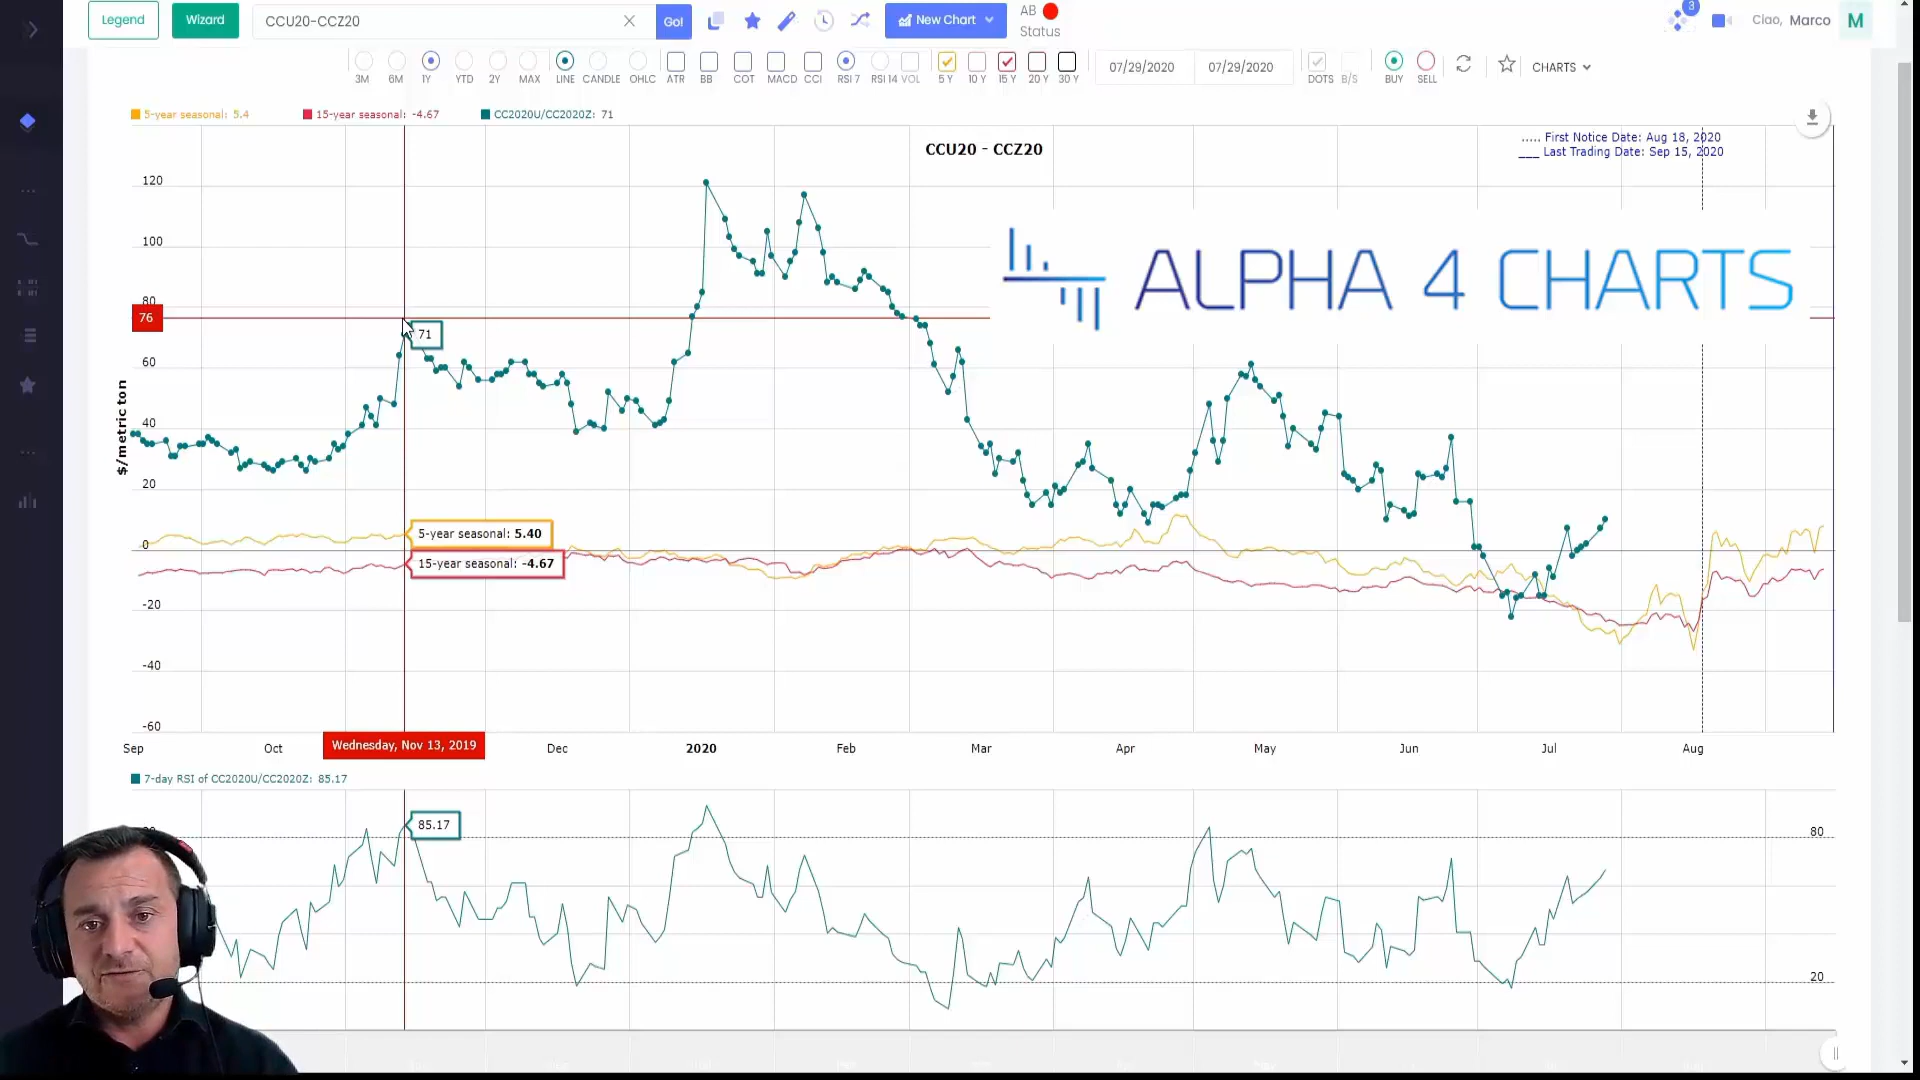 Legend
Wizard
CCU20-CCZ20
Go!
New Chart
AB
Status
3
Ciao, Marco
M
3M 6M 1Y YTD 2Y MAX LINE CANDLE OHLC ATR BB COT MACD CCI RSI 7 RSI 14 VOL 5 Y 10 Y 15 Y 20 Y 30 Y
07/29/2020 07/29/2020
DOTS B/S BUY SELL
CHARTS
5-year seasonal: 5.4
15-year seasonal: -4.67
CC2020U/CC2020Z: 71
CCU20 - CCZ20
..... First Notice Date: Aug 18, 2020
___ Last Trading Date: Sep 15, 2020
ALPHA 4 CHARTS
120
100
80
76
71
60
40
20
0
-20
-40
-60
$/metric ton
5-year seasonal: 5.40
15-year seasonal: -4.67
Sep Oct Wednesday, Nov 13, 2019 Dec 2020 Feb Mar Apr May Jun Jul Aug
7-day RSI of CC2020U/CC2020Z: 85.17
85.17
80
20